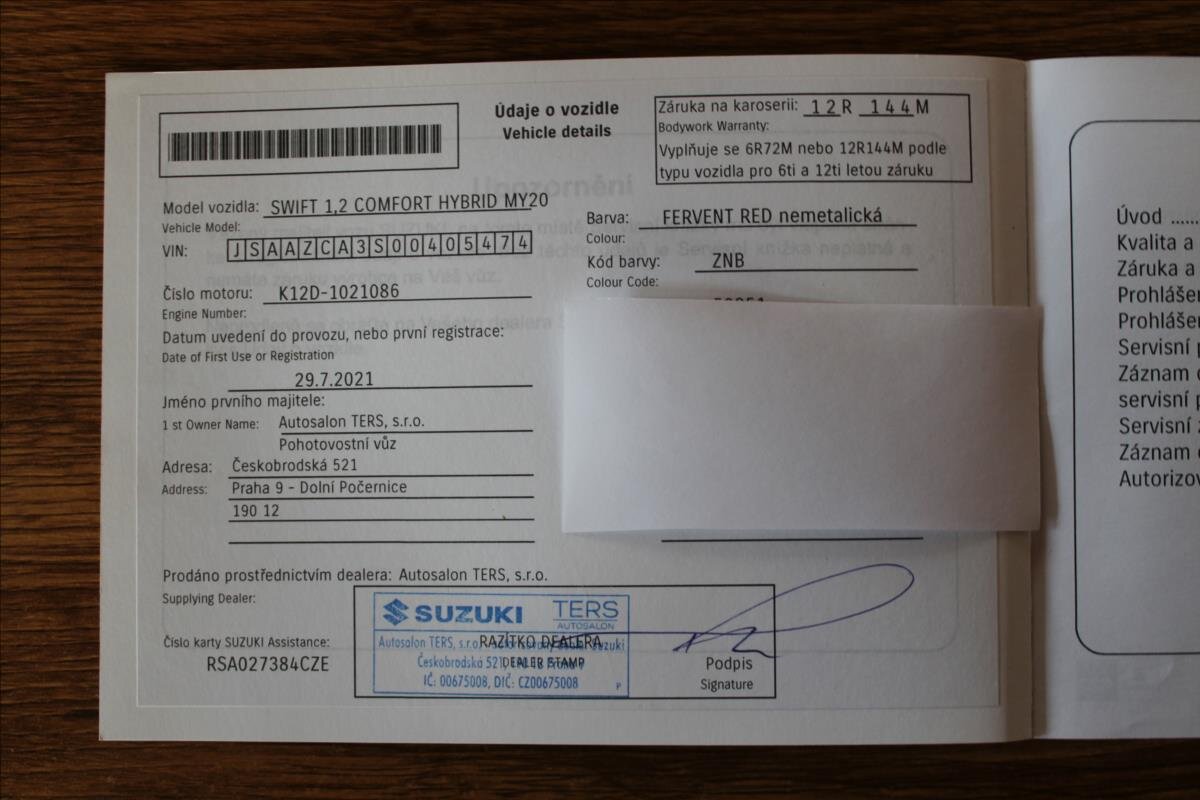 Údaje o vozidle
Vehicle details
Záruka na karoserii: 12R 144M
Bodywork Warranty:
Vyplňuje se 6R72M nebo 12R144M podle
typu vozidla pro 6ti a 12ti letou záruku
Model vozidla: SWIFT 1,2 COMFORT HYBRID MY20
Vehicle Model:
VIN: JSAAZCA3S00405474
Číslo motoru: K12D-1021086
Engine Number:
Datum uvedení do provozu, nebo první registrace:
Date of First Use or Registration
29.7.2021
Jméno prvního majitele:
1 st Owner Name: Autosalon TERS, s.r.o.
Pohotovostní vůz
Adresa: Českobrodská 521
Address: Praha 9 - Dolní Počernice
190 12
Barva: FERVENT RED nemetalická
Colour:
Kód barvy: ZNB
Colour Code:
Prodáno prostřednictvím dealera: Autosalon TERS, s.r.o.
Supplying Dealer:
Číslo karty SUZUKI Assistance:
RSA027384CZE
SUZUKI TERS
AUTOSALON
Autosalon TERS, s.r.o.
RAZÍTKO DEALERA
Suzuki
Českobrodská 521
DEALER STAMP
IČ: 00675008, DIČ: CZ00675008 P
Podpis
Signature
Upozornění
Úvod ......
Kvalita a
Záruka a
Prohlášen
Prohlášen
Servisní p
Záznam
servisní p
Servisní
Záznam
Autorizov